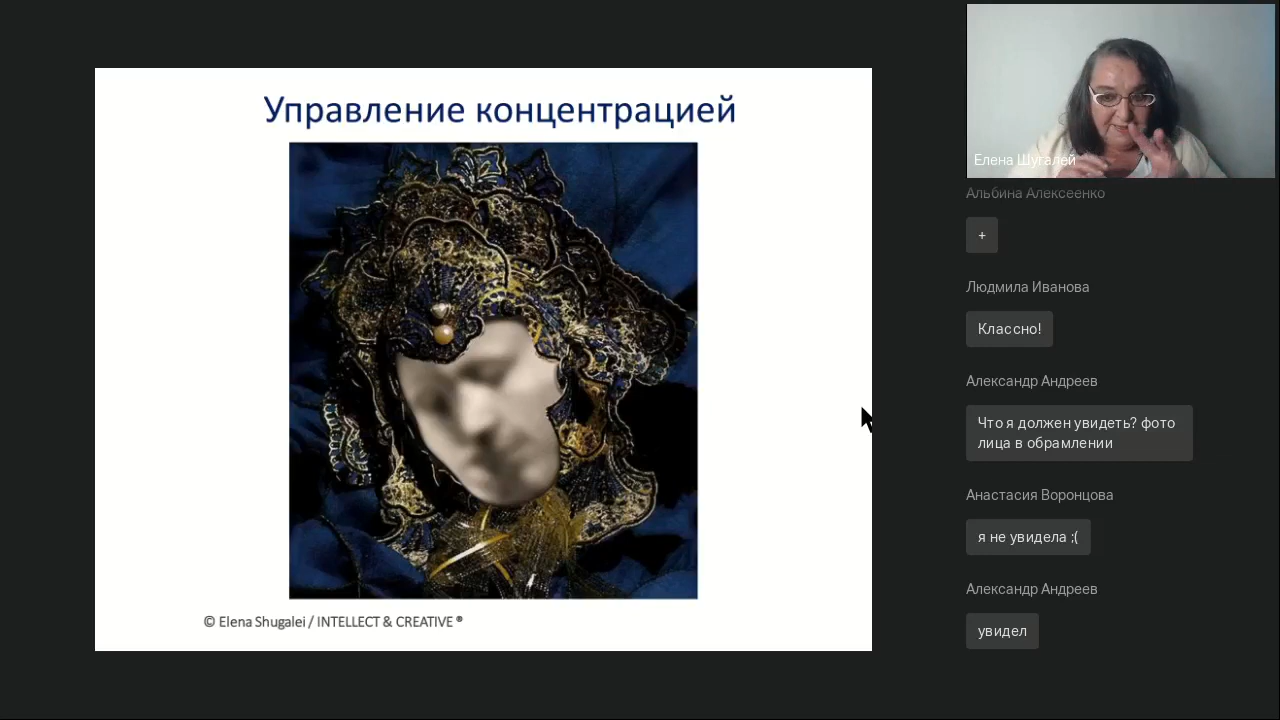 Управление концентрацией
© Elena Shugalei / INTELLECT & CREATIVE ®
Елена Шугалей
Альбина Алексеенко
+
Людмила Иванова
Классно!
Александр Андреев
Что я должен увидеть? фото
лица в обрамлении
Анастасия Воронцова
я не увидела ;(
Александр Андреев
увидел